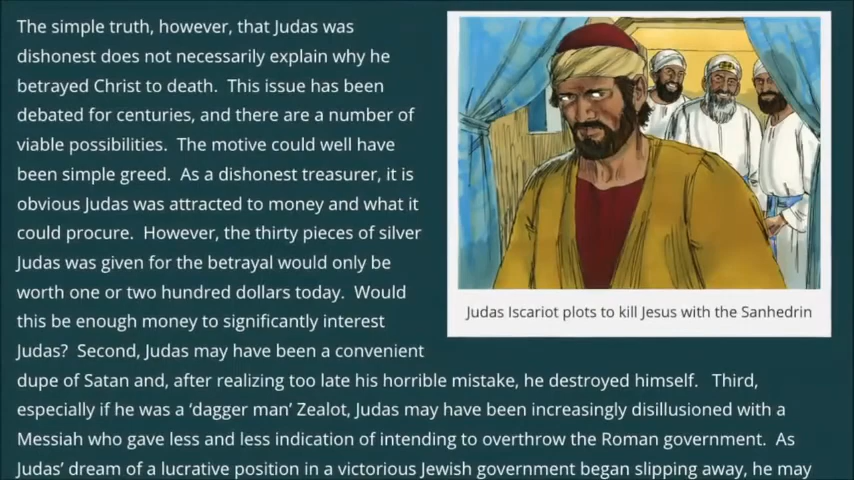 The simple truth, however, that Judas was
dishonest does not necessarily explain why he
betrayed Christ to death.  This issue has been
debated for centuries, and there are a number of
viable possibilities.  The motive could well have
been simple greed.  As a dishonest treasurer, it is
obvious Judas was attracted to money and what it
could procure.  However, the thirty pieces of silver
Judas was given for the betrayal would only be
worth one or two hundred dollars today.  Would
this be enough money to significantly interest
Judas?  Second, Judas may have been a convenient
dupe of Satan and, after realizing too late his horrible mistake, he destroyed himself.   Third,
especially if he was a ‘dagger man’ Zealot, Judas may have been increasingly disillusioned with a
Messiah who gave less and less indication of intending to overthrow the Roman government.  As
Judas’ dream of a lucrative position in a victorious Jewish government began slipping away, he may
Judas Iscariot plots to kill Jesus with the Sanhedrin